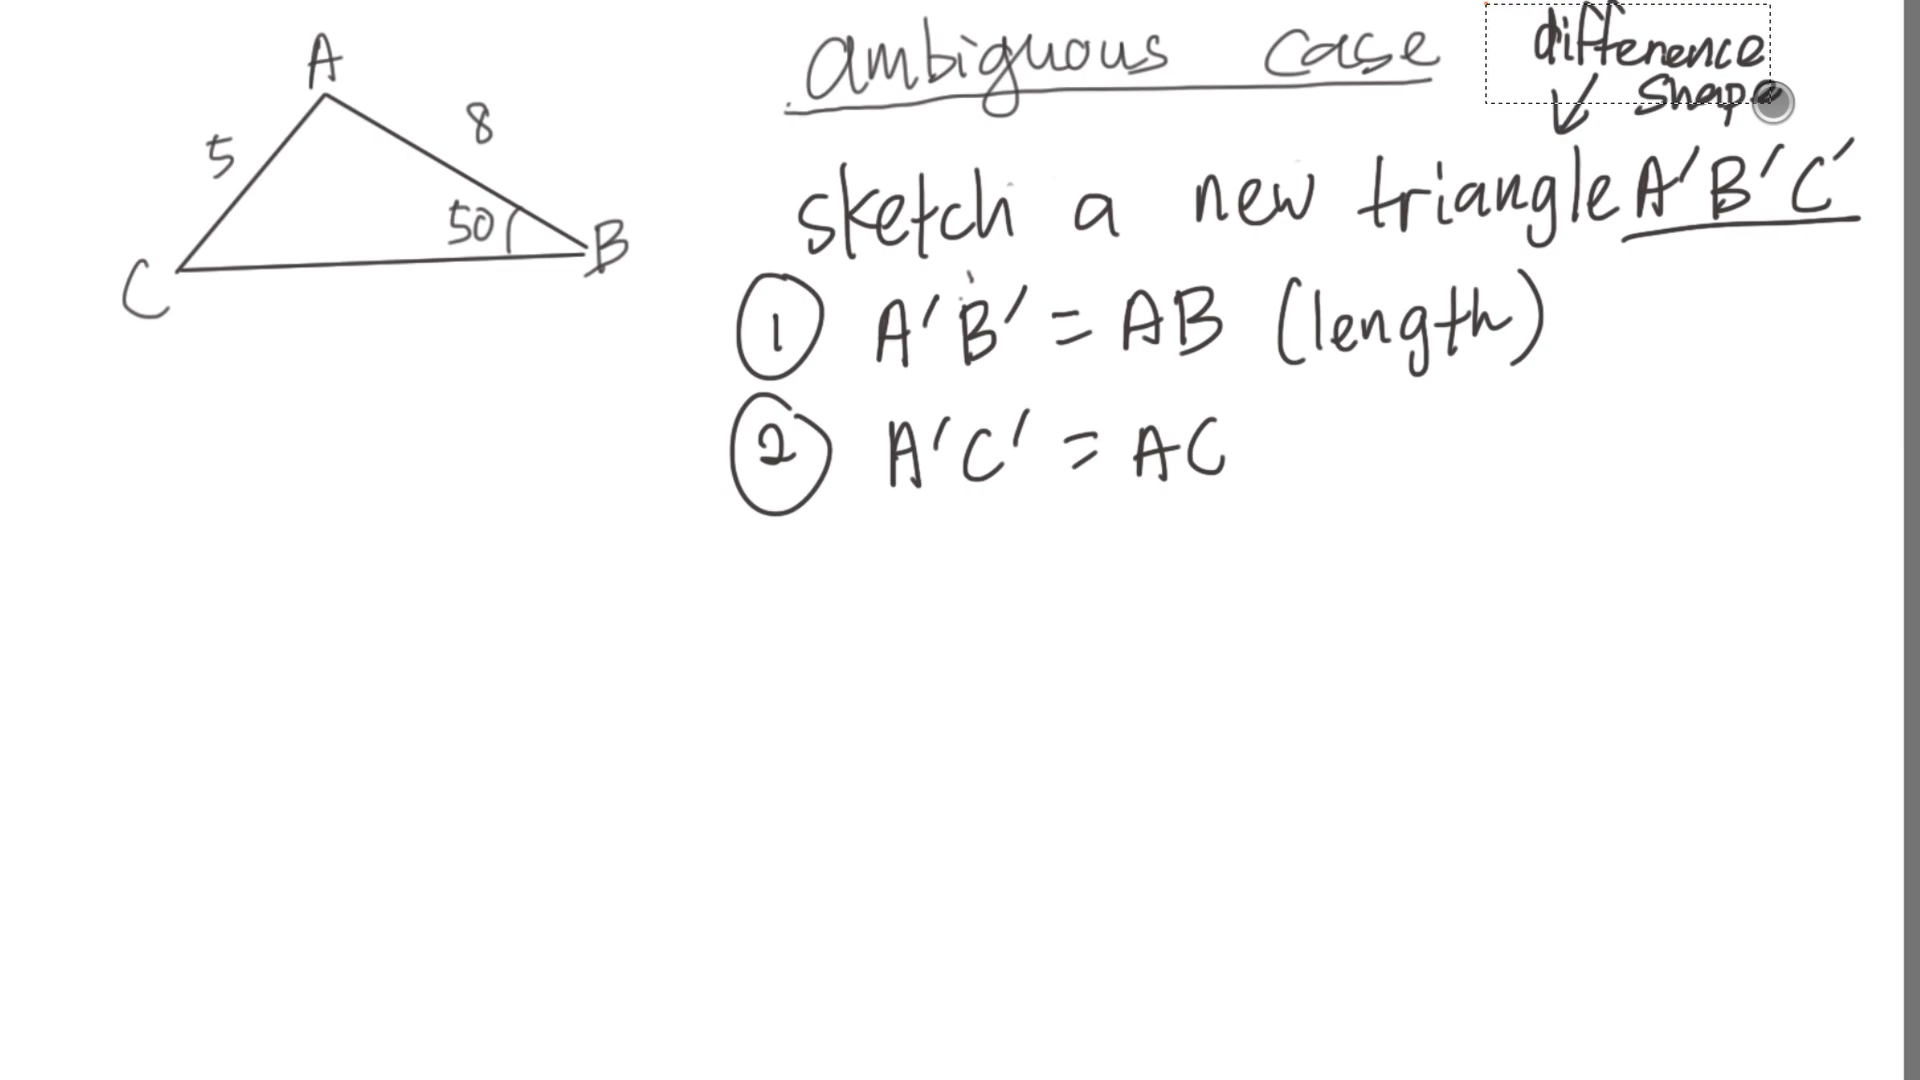 A
5
8
50
B
C
ambiguous case
difference
shape
sketch a new triangle A'B'C'
1 A'B' = AB (length)
2 A'C' = AC